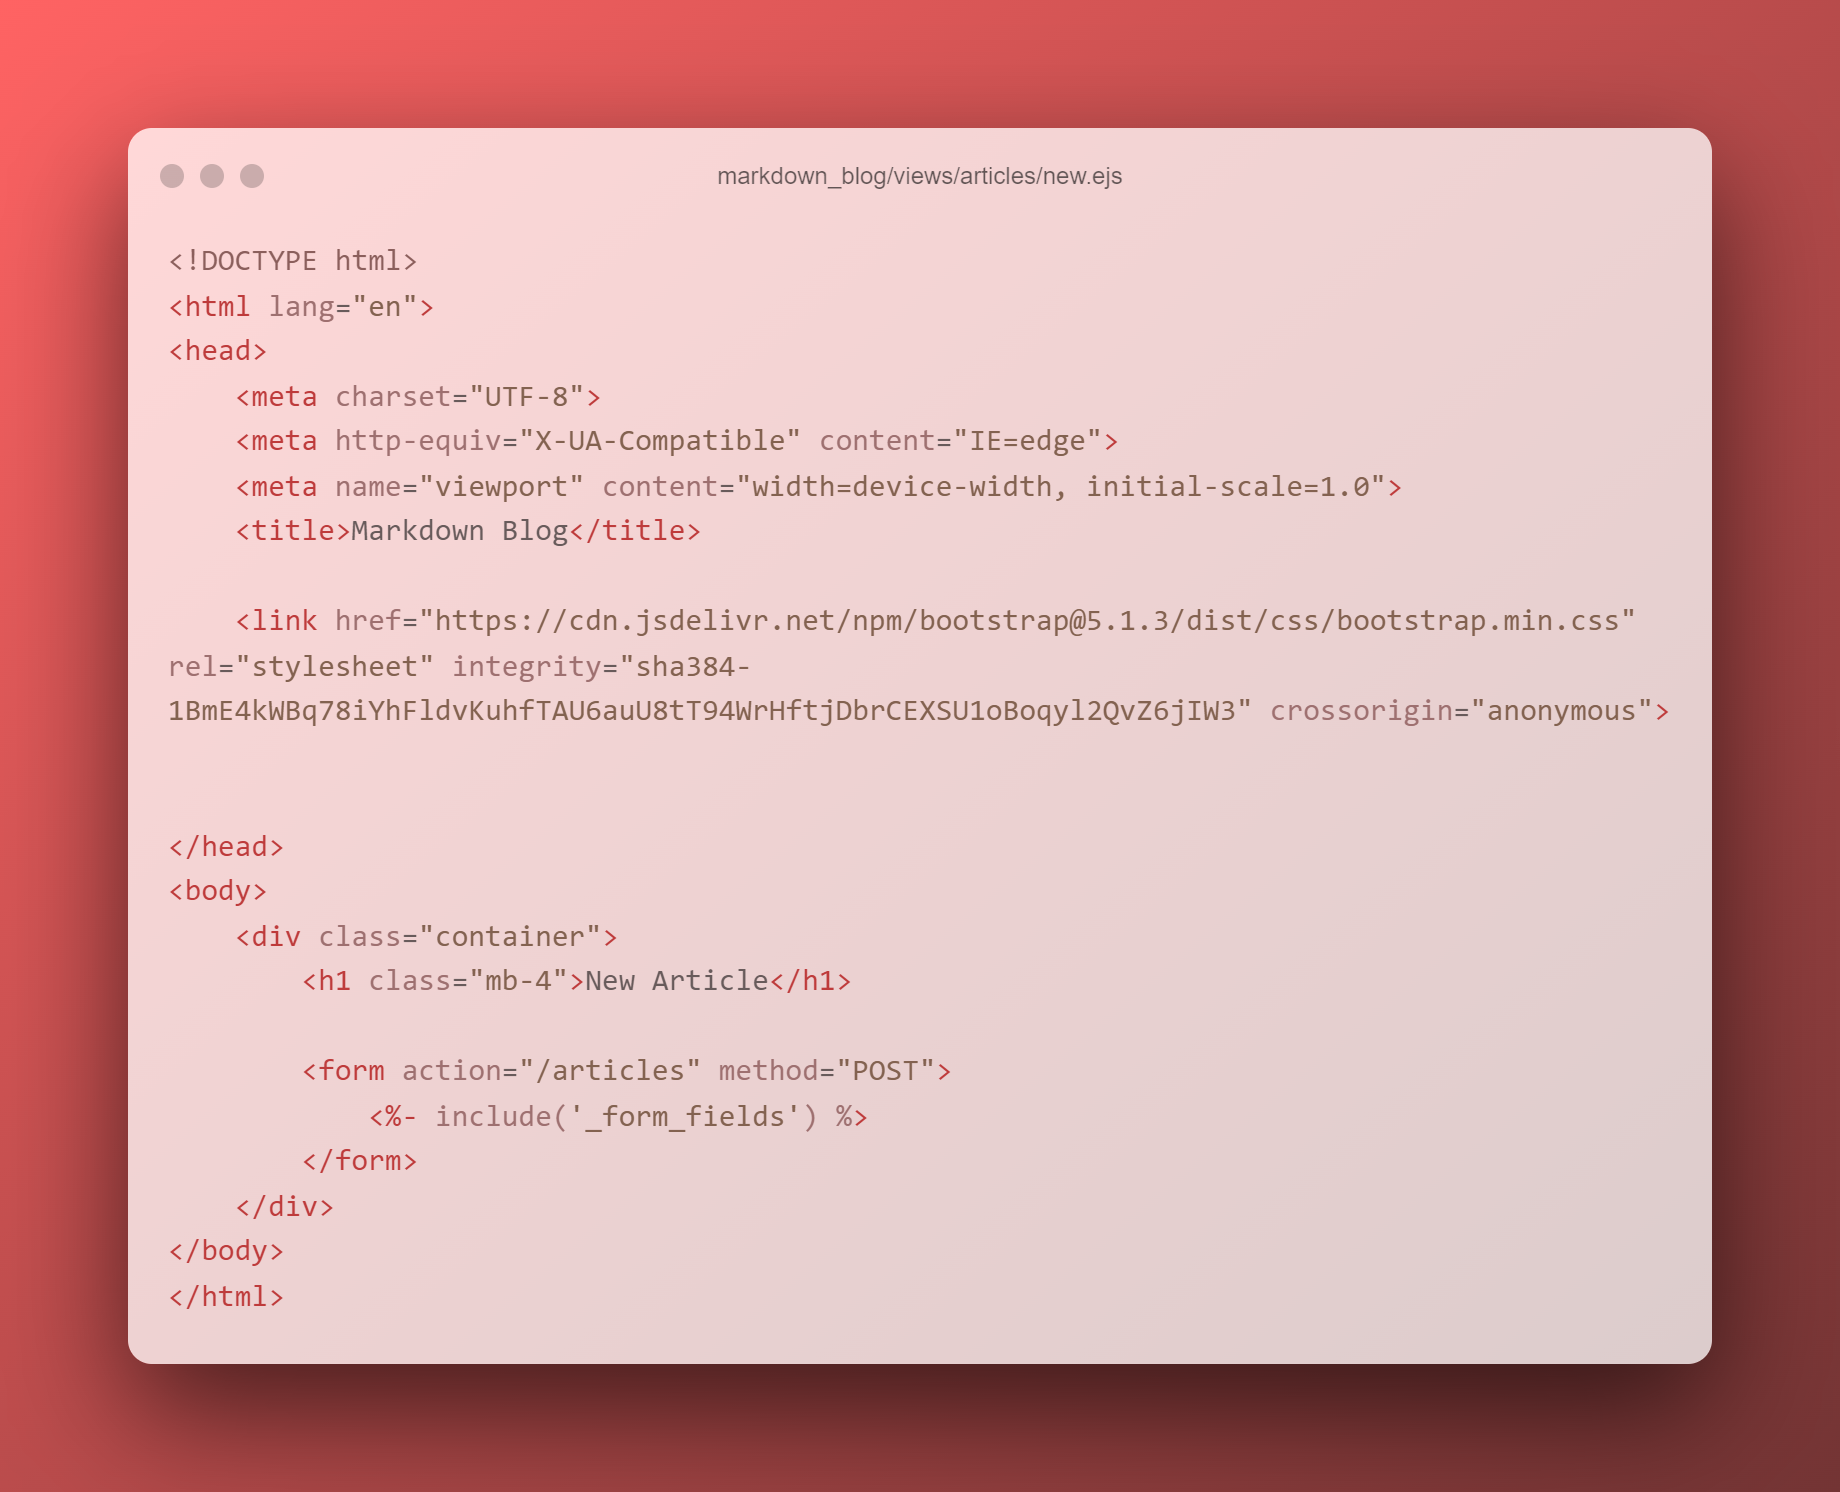 markdown_blog/views/articles/new.ejs
<!DOCTYPE html>
<html lang="en">
<head>
    <meta charset="UTF-8">
    <meta http-equiv="X-UA-Compatible" content="IE=edge">
    <meta name="viewport" content="width=device-width, initial-scale=1.0">
    <title>Markdown Blog</title>
    <link href="https://cdn.jsdelivr.net/npm/bootstrap@5.1.3/dist/css/bootstrap.min.css"
rel="stylesheet" integrity="sha384-
1BmE4kWBq78iYhFldvKuhfTAU6auU8tT94WrHftjDbrCEXSU1oBoqyl2QvZ6jIW3" crossorigin="anonymous">
</head>
<body>
    <div class="container">
        <h1 class="mb-4">New Article</h1>
        <form action="/articles" method="POST">
            <%- include('_form_fields') %>
        </form>
    </div>
</body>
</html>